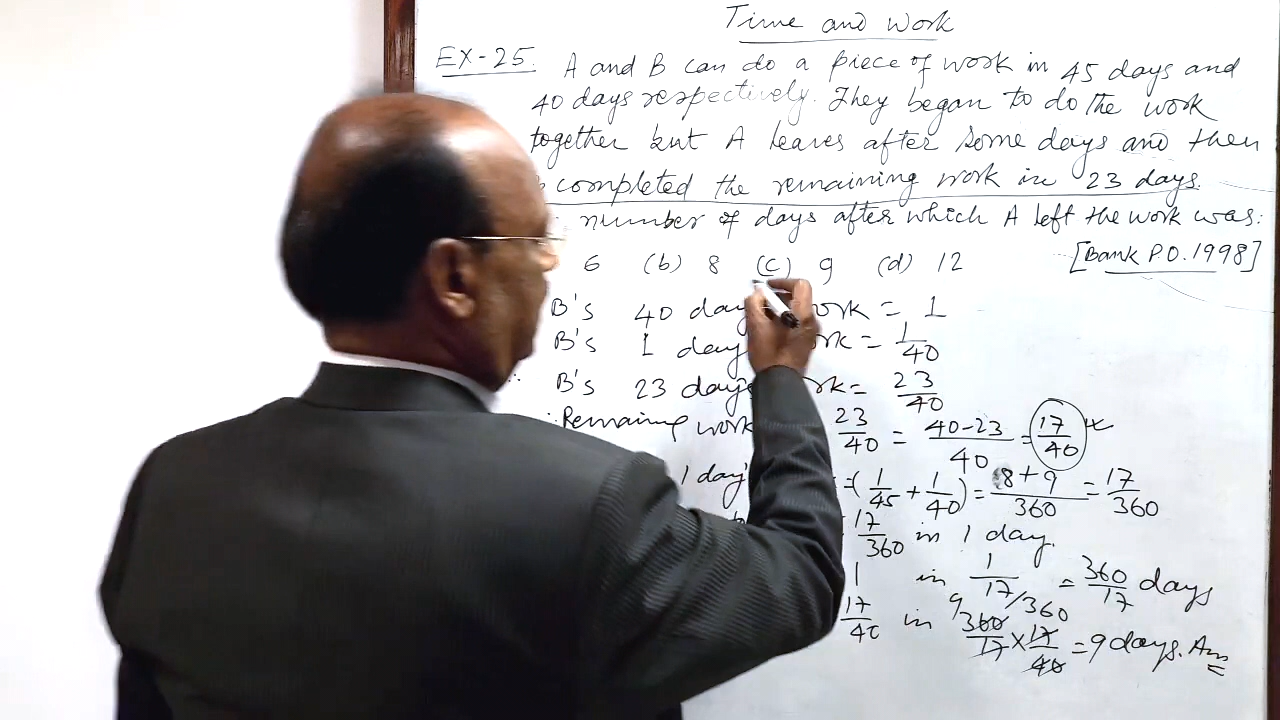 Time and Work
EX-25. A and B can do a piece of work in 45 days and
40 days respectively. They began to do the work
together but A leaves after some days and then
completed the remaining work in 23 days.
number of days after which A left the work was:
6 (b) 8 (c) 9 (d) 12 [Bank P.O. 1998]
B's 40 day work = 1
B's 1 day work = 1/40
∴ B's 23 day's work = 23/40
∴ Remaining work 23/40 = 40-23/40 = 17/40
1 day' = (1/45 + 1/40) = 8+9/360 = 17/360
17/360 in 1 day.
1 in 1/17/360 = 360/17 days
17/40 in 360/17 × 17/40 = 9 days. Ans